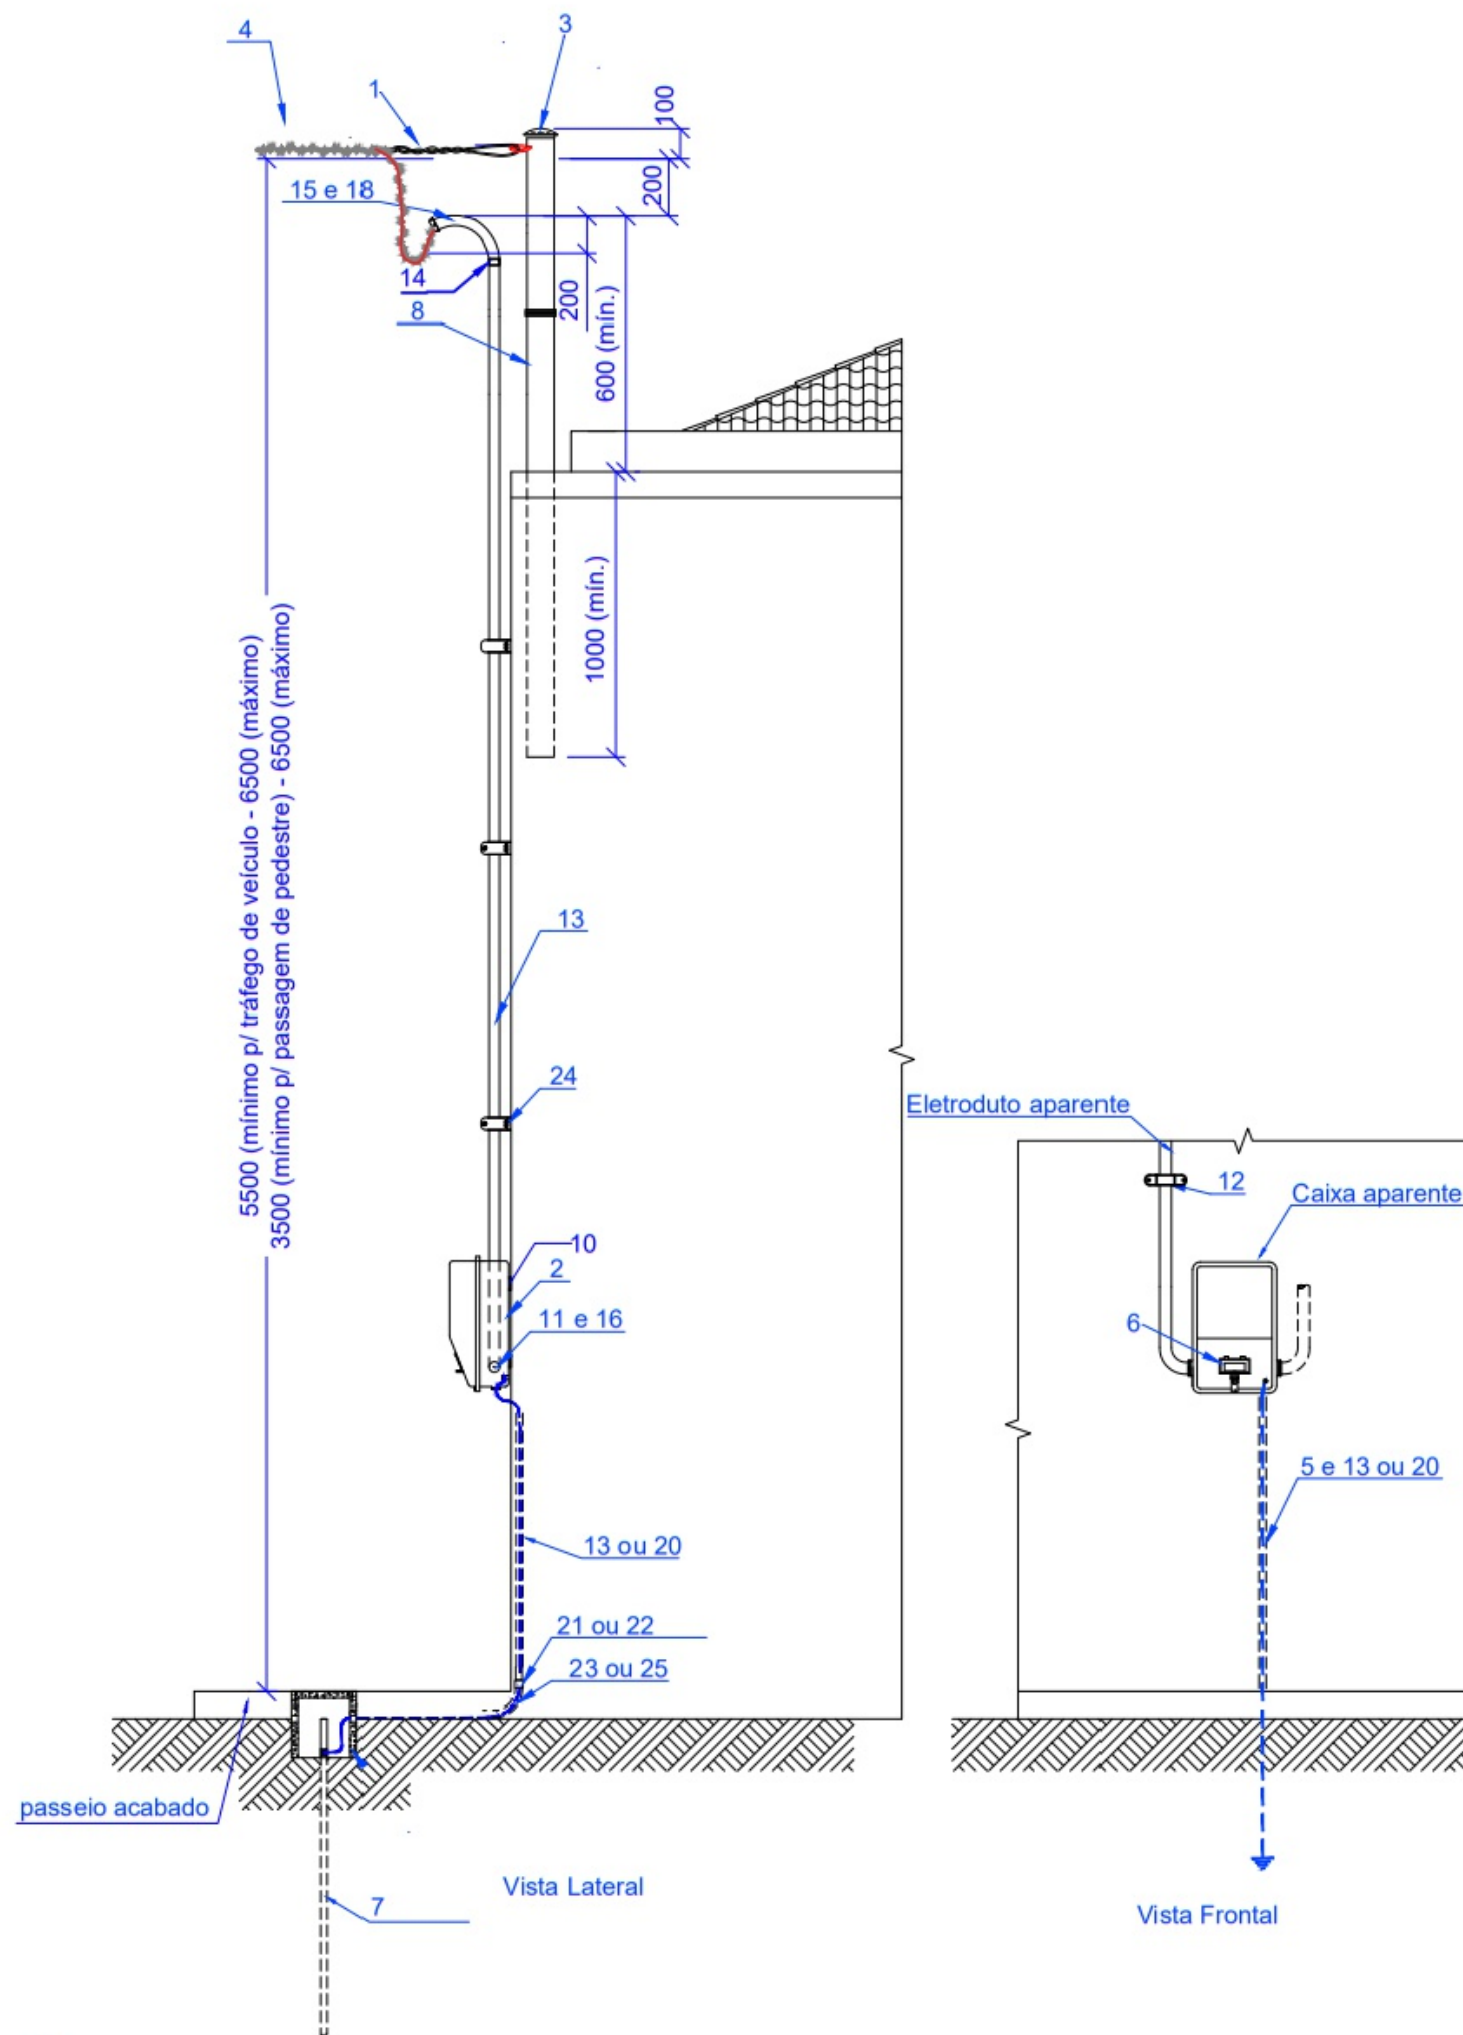 4
3
1
100
200
15 e 18
14
8
200
600 (mín.)
1000 (mín.)
5500 (mínimo p/ tráfego de veículo - 6500 (máximo)
3500 (mínimo p/ passagem de pedestre) - 6500 (máximo)
13
24
Eletroduto aparente
12
Caixa aparente
10
2
11 e 16
6
5 e 13 ou 20
13 ou 20
21 ou 22
23 ou 25
passeio acabado
7
Vista Lateral
Vista Frontal